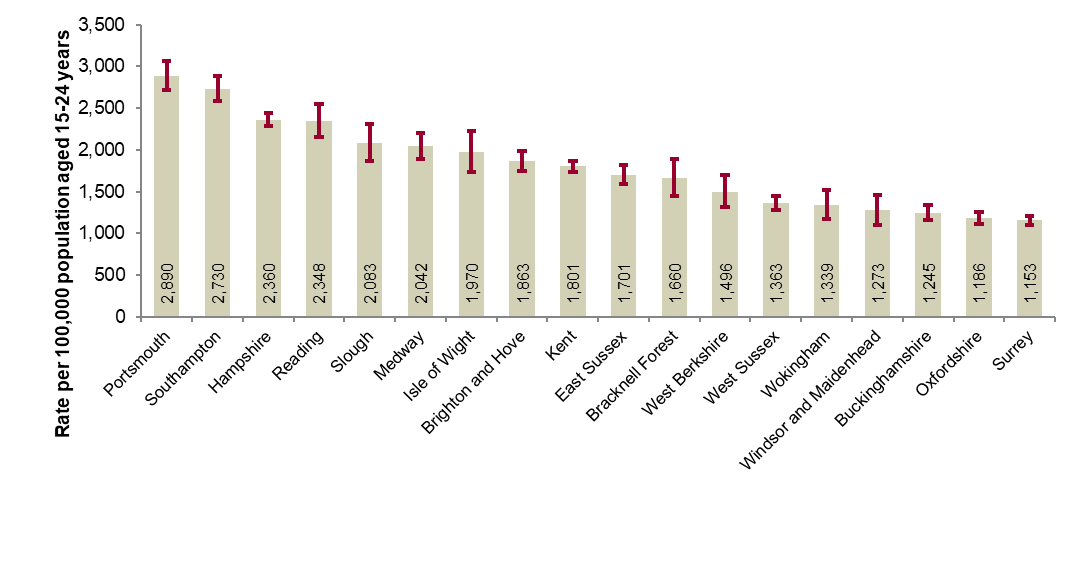 Rate per 100,000 population aged 15-24 years
3,500
3,000
2,500
2,000
1,500
1,000
500
0
2,890
2,730
2,360
2,348
2,083
2,042
1,970
1,863
1,801
1,701
1,660
1,496
1,363
1,339
1,273
1,245
1,186
1,153
Portsmouth
Southampton
Hampshire
Reading
Slough
Medway
Isle of Wight
Brighton and Hove
Kent
East Sussex
Bracknell Forest
West Berkshire
West Sussex
Wokingham
Windsor and Maidenhead
Buckinghamshire
Oxfordshire
Surrey